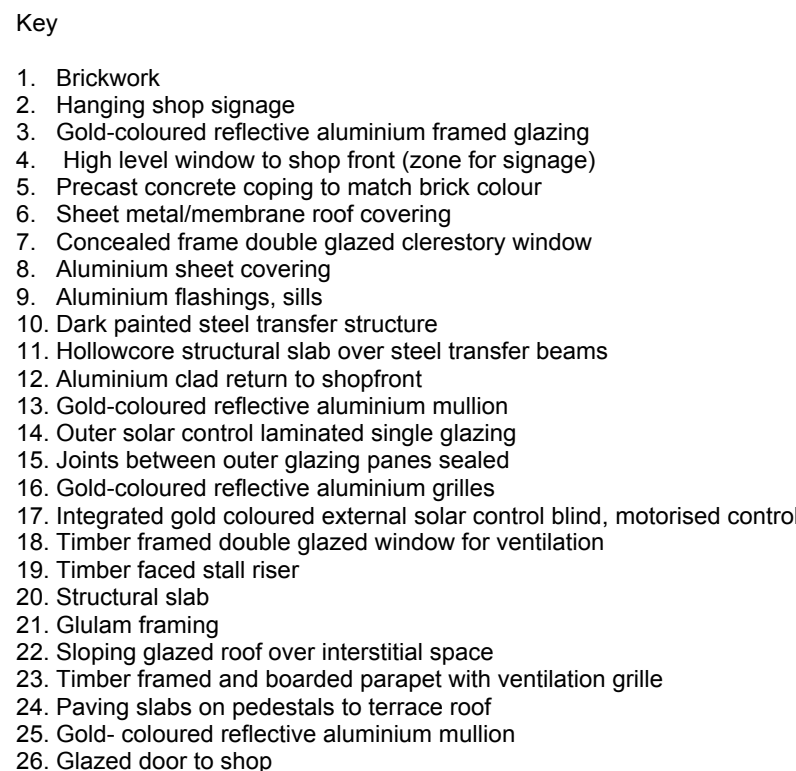 Key
1. Brickwork
2. Hanging shop signage
3. Gold-coloured reflective aluminium framed glazing
4. High level window to shop front (zone for signage)
5. Precast concrete coping to match brick colour
6. Sheet metal/membrane roof covering
7. Concealed frame double glazed clerestory window
8. Aluminium sheet covering
9. Aluminium flashings, sills
10. Dark painted steel transfer structure
11. Hollowcore structural slab over steel transfer beams
12. Aluminium clad return to shopfront
13. Gold-coloured reflective aluminium mullion
14. Outer solar control laminated single glazing
15. Joints between outer glazing panes sealed
16. Gold-coloured reflective aluminium grilles
17. Integrated gold coloured external solar control blind, motorised control
18. Timber framed double glazed window for ventilation
19. Timber faced stall riser
20. Structural slab
21. Glulam framing
22. Sloping glazed roof over interstitial space
23. Timber framed and boarded parapet with ventilation grille
24. Paving slabs on pedestals to terrace roof
25. Gold- coloured reflective aluminium mullion
26. Glazed door to shop